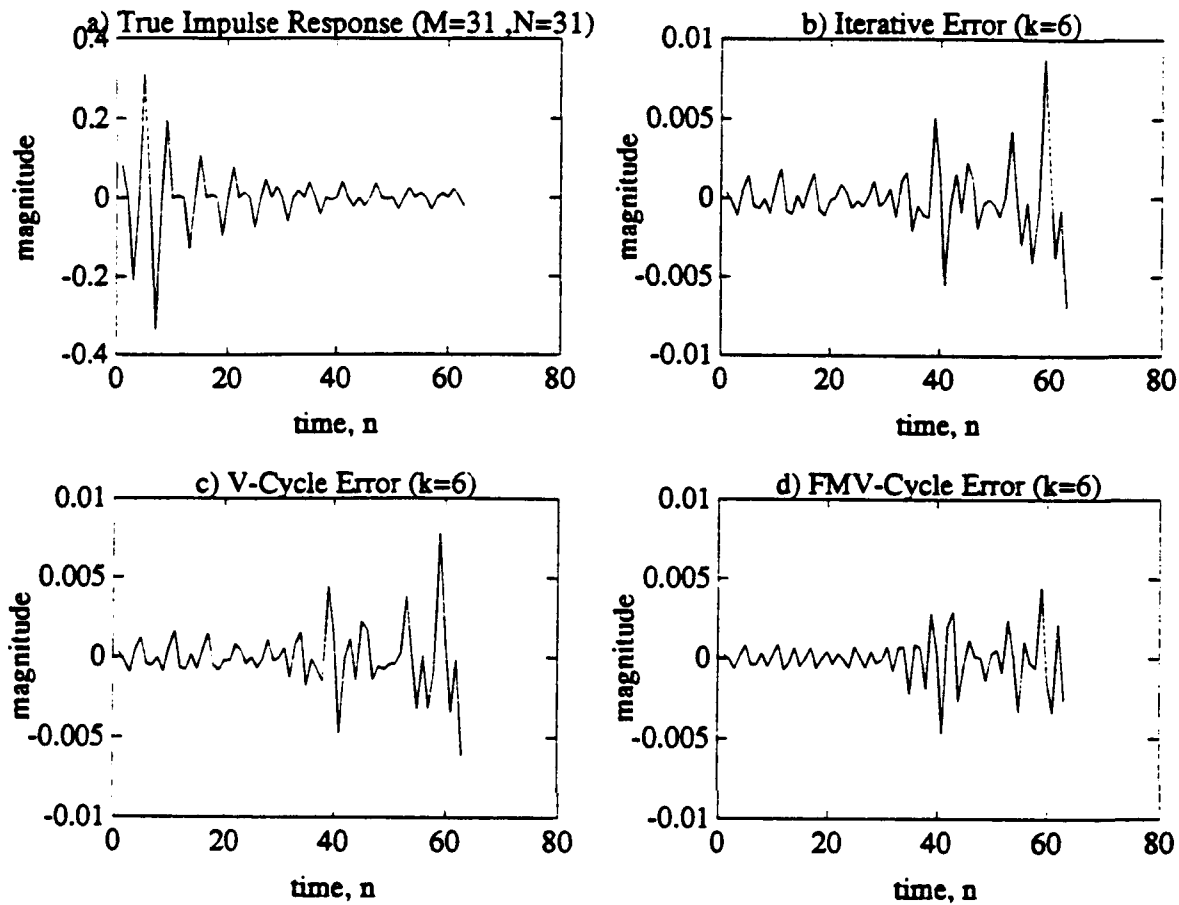 a) True Impulse Response (M=31 ,N=31)
0.4
0.2
0
-0.2
-0.4
magnitude
0 20 40 60 80
time, n
b) Iterative Error (k=6)
0.01
0.005
0
-0.005
-0.01
magnitude
0 20 40 60 80
time, n
c) V-Cycle Error (k=6)
0.01
0.005
0
-0.005
-0.01
magnitude
0 20 40 60 80
time, n
d) FMV-Cycle Error (k=6)
0.01
0.005
0
-0.005
-0.01
magnitude
0 20 40 60 80
time, n